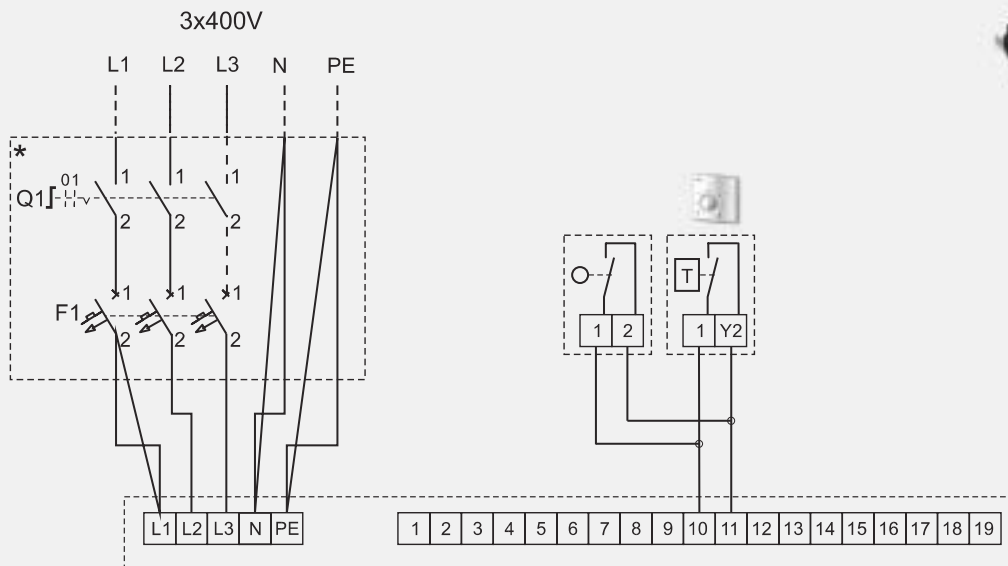 3x400V
L1 L2 L3 N PE
*
Q1 01 1 1 1
2 2 2
F1 1 1 1
2 2 2
T
1 2 1 Y2
L1 L2 L3 N PE 1 2 3 4 5 6 7 8 9 10 11 12 13 14 15 16 17 18 19